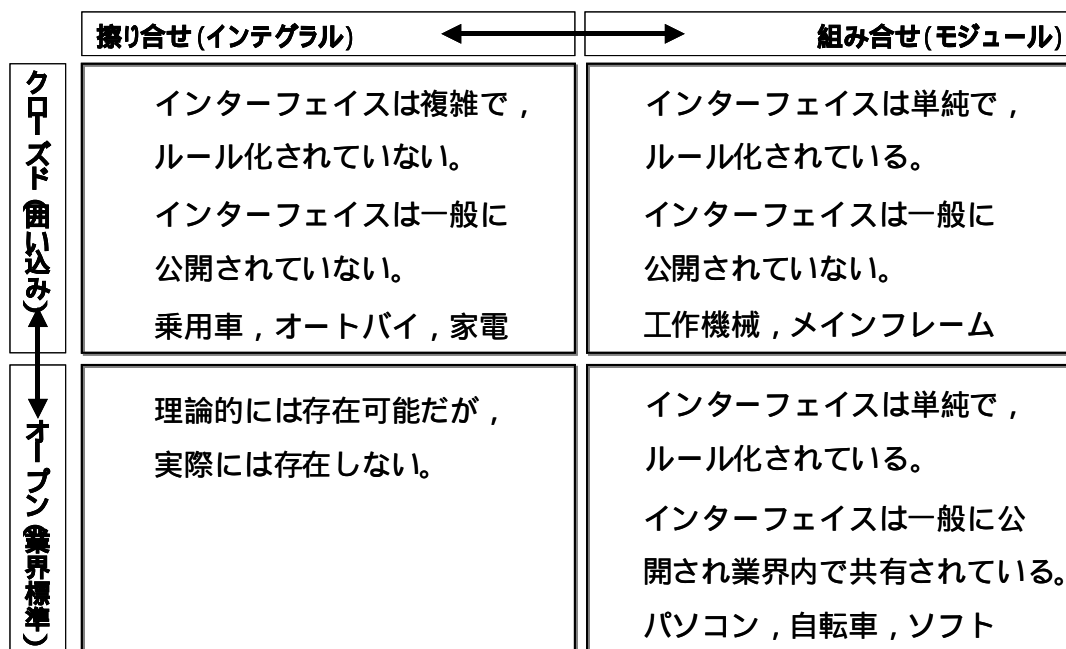 擦り合せ(インテグラル)
組み合せ(モジュール)
クローズド(囲い込み)
インターフェイスは複雑で，
ルール化されていない。
インターフェイスは一般に
公開されていない。
乗用車，オートバイ，家電
インターフェイスは単純で，
ルール化されている。
インターフェイスは一般に
公開されていない。
工作機械，メインフレーム
オープン(業界標準)
理論的には存在可能だが，
実際には存在しない。
インターフェイスは単純で，
ルール化されている。
インターフェイスは一般に公
開され業界内で共有されている。
パソコン，自転車，ソフト